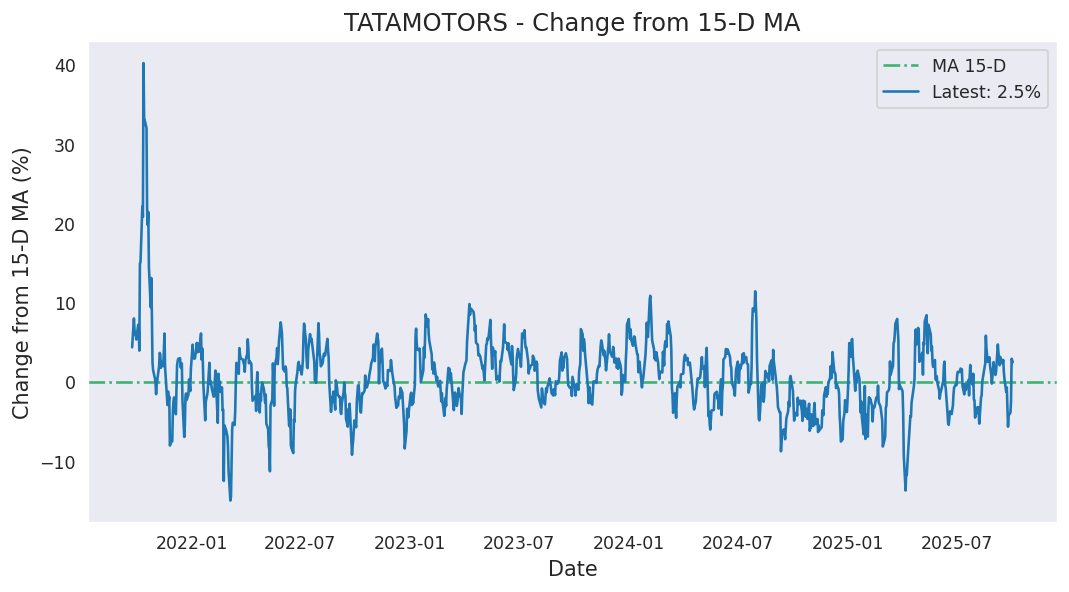 TATAMOTORS - Change from 15-D MA
MA 15-D
Latest: 2.5%
Change from 15-D MA (%)
40
30
20
10
0
−10
2022-01
2022-07
2023-01
2023-07
2024-01
2024-07
2025-01
2025-07
Date